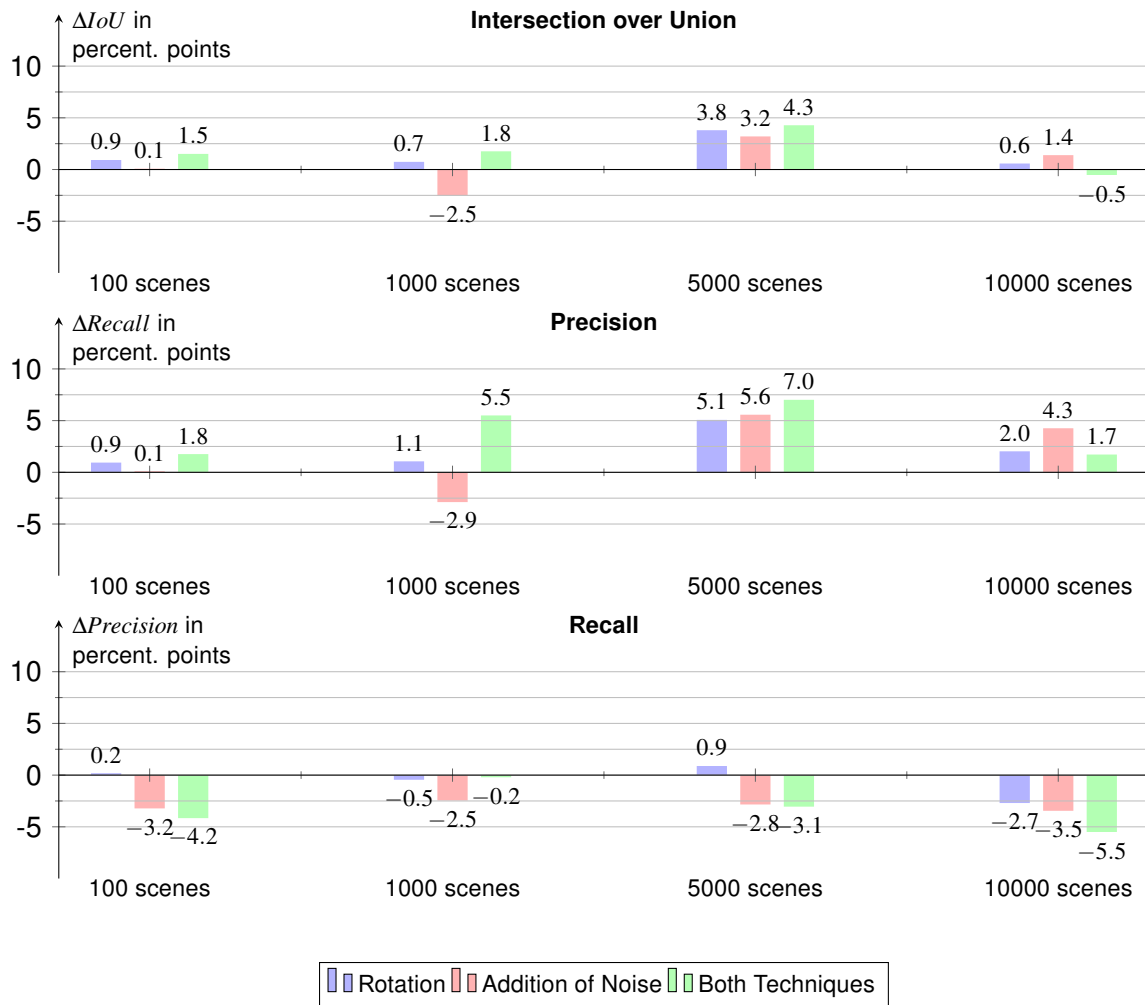 ΔIoU in
percent. points
Intersection over Union
10
5
0
-5
0.9
0.1
1.5
0.7
−2.5
1.8
3.8
3.2
4.3
0.6
1.4
−0.5
100 scenes
1000 scenes
5000 scenes
10000 scenes
ΔRecall in
percent. points
Precision
10
5
0
-5
0.9
0.1
1.8
1.1
−2.9
5.5
5.1
5.6
7.0
2.0
4.3
1.7
100 scenes
1000 scenes
5000 scenes
10000 scenes
ΔPrecision in
percent. points
Recall
10
5
0
-5
0.2
−3.2
−4.2
−0.5
−2.5
−0.2
0.9
−2.8
−3.1
−2.7
−3.5
−5.5
100 scenes
1000 scenes
5000 scenes
10000 scenes
Rotation
Addition of Noise
Both Techniques